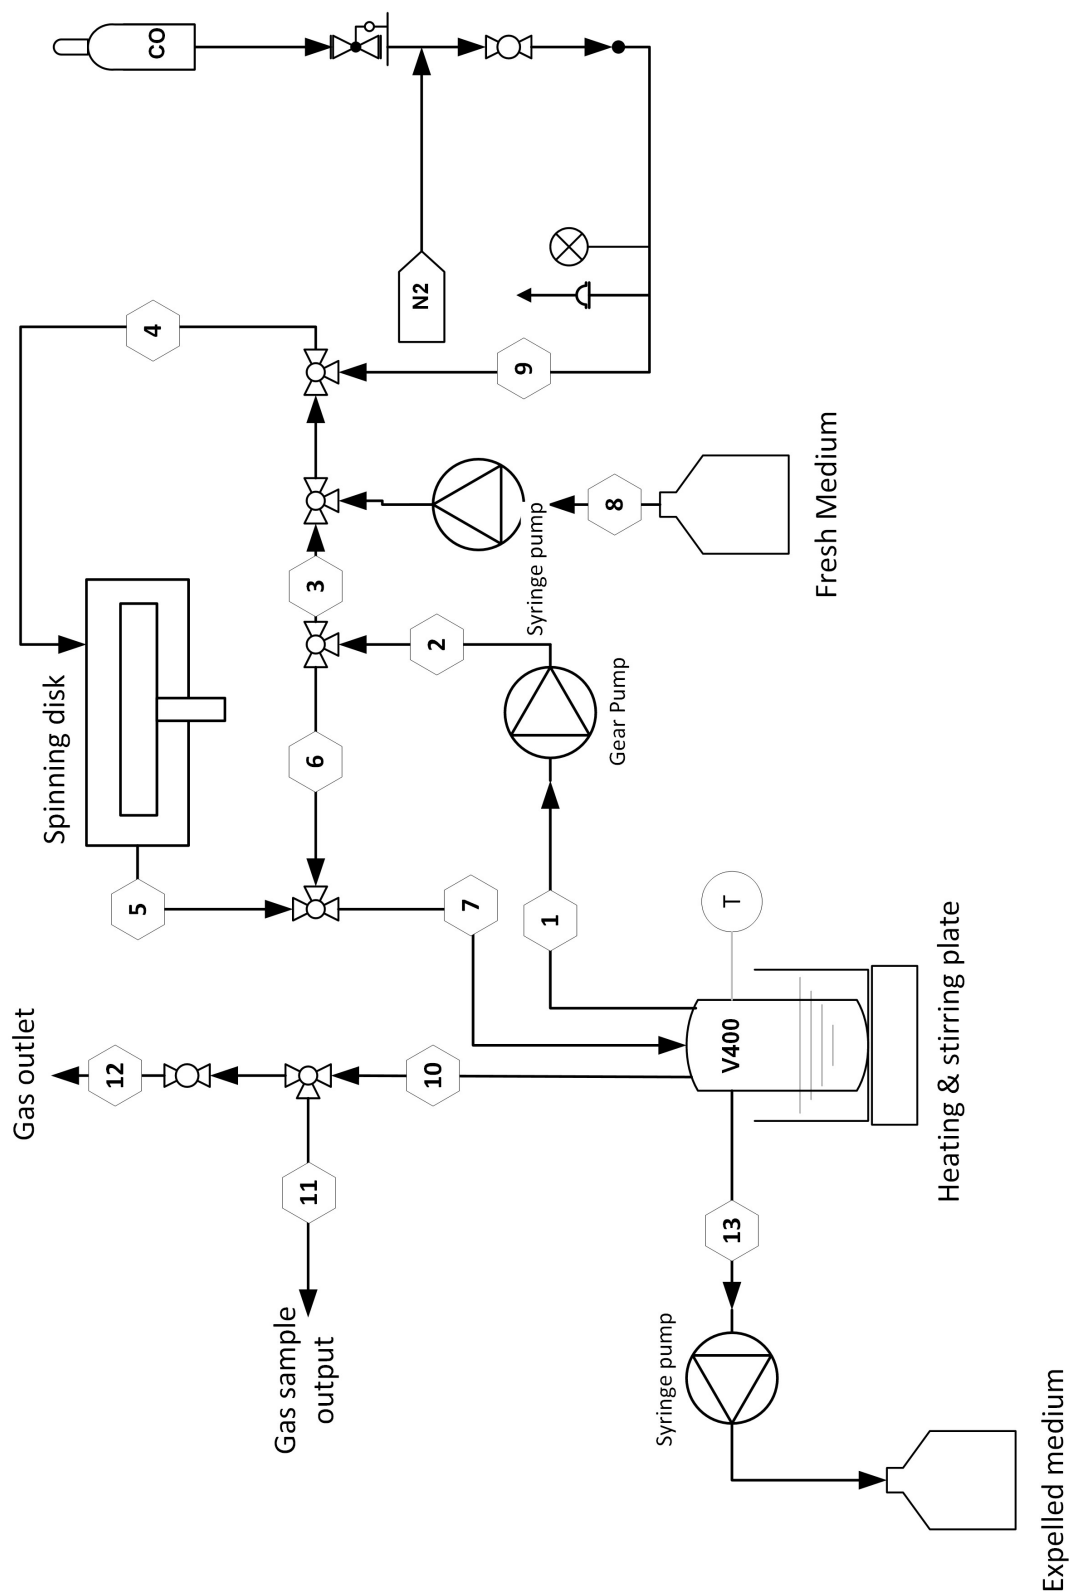 Gas outlet
12
11
Gas sample
output
10
5
Spinning disk
4
CO
6
3
7
2
9
N2
1
Gear Pump
Syringe pump
8
Fresh Medium
V400
T
Heating & stirring plate
13
Syringe pump
Expelled medium